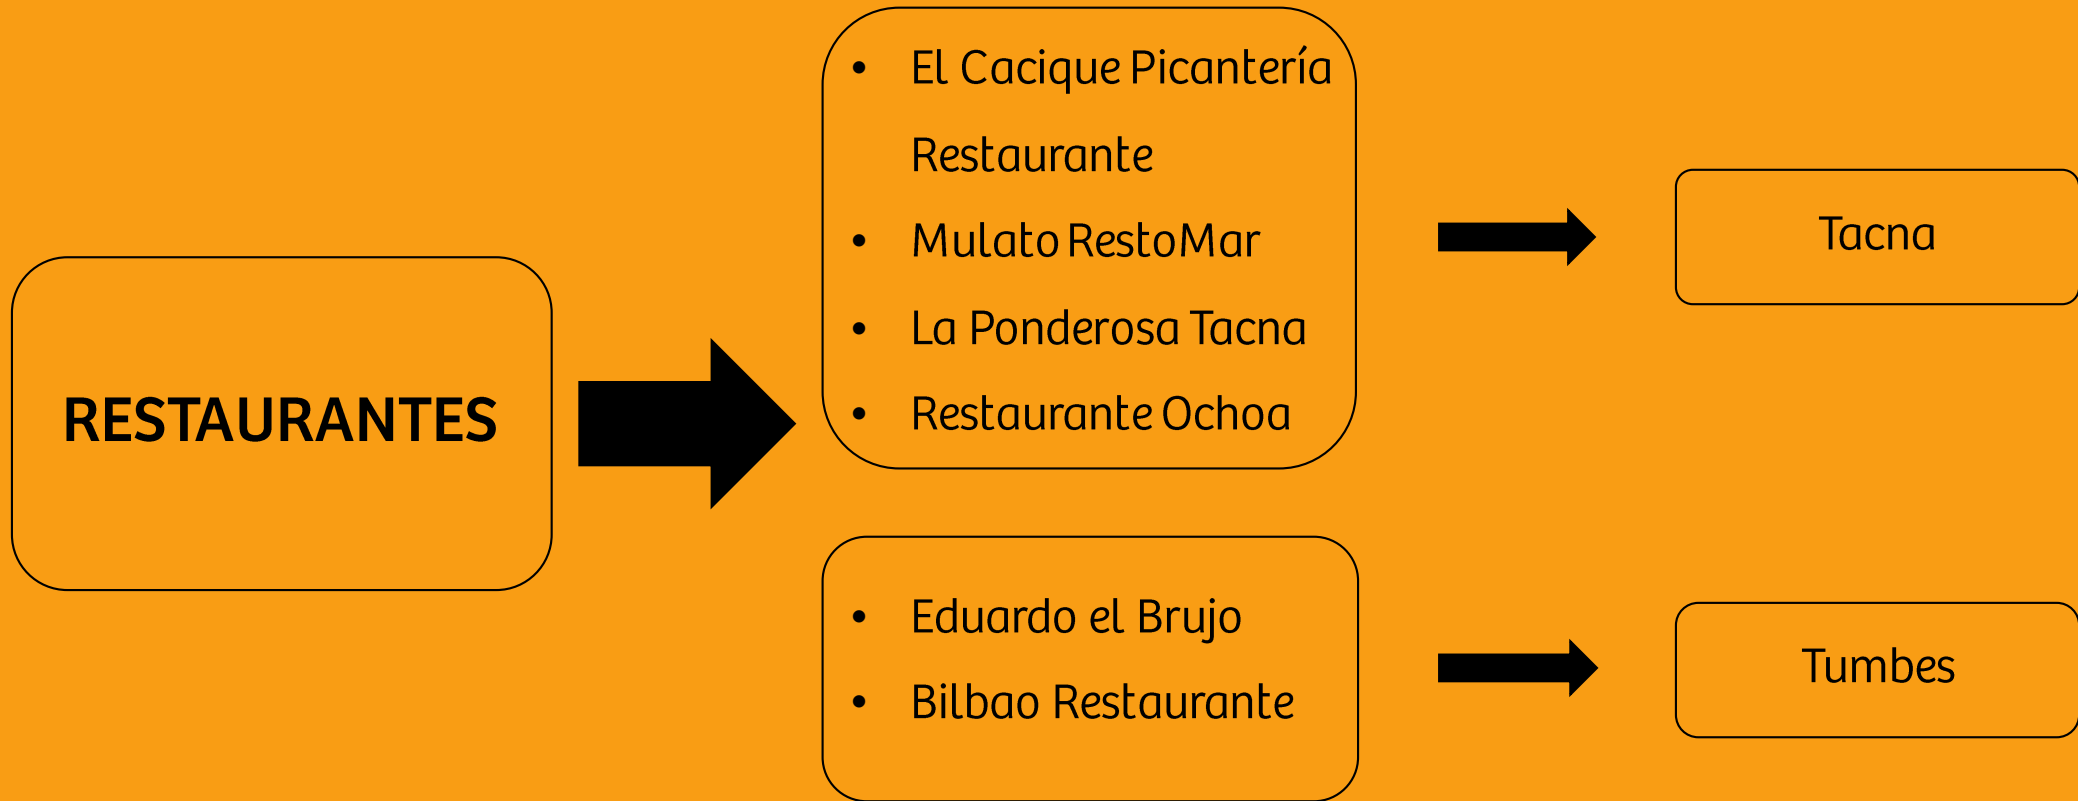 RESTAURANTES
• El Cacique Picantería
Restaurante
• Mulato RestoMar
• La Ponderosa Tacna
• Restaurante Ochoa
Tacna
• Eduardo el Brujo
• Bilbao Restaurante
Tumbes